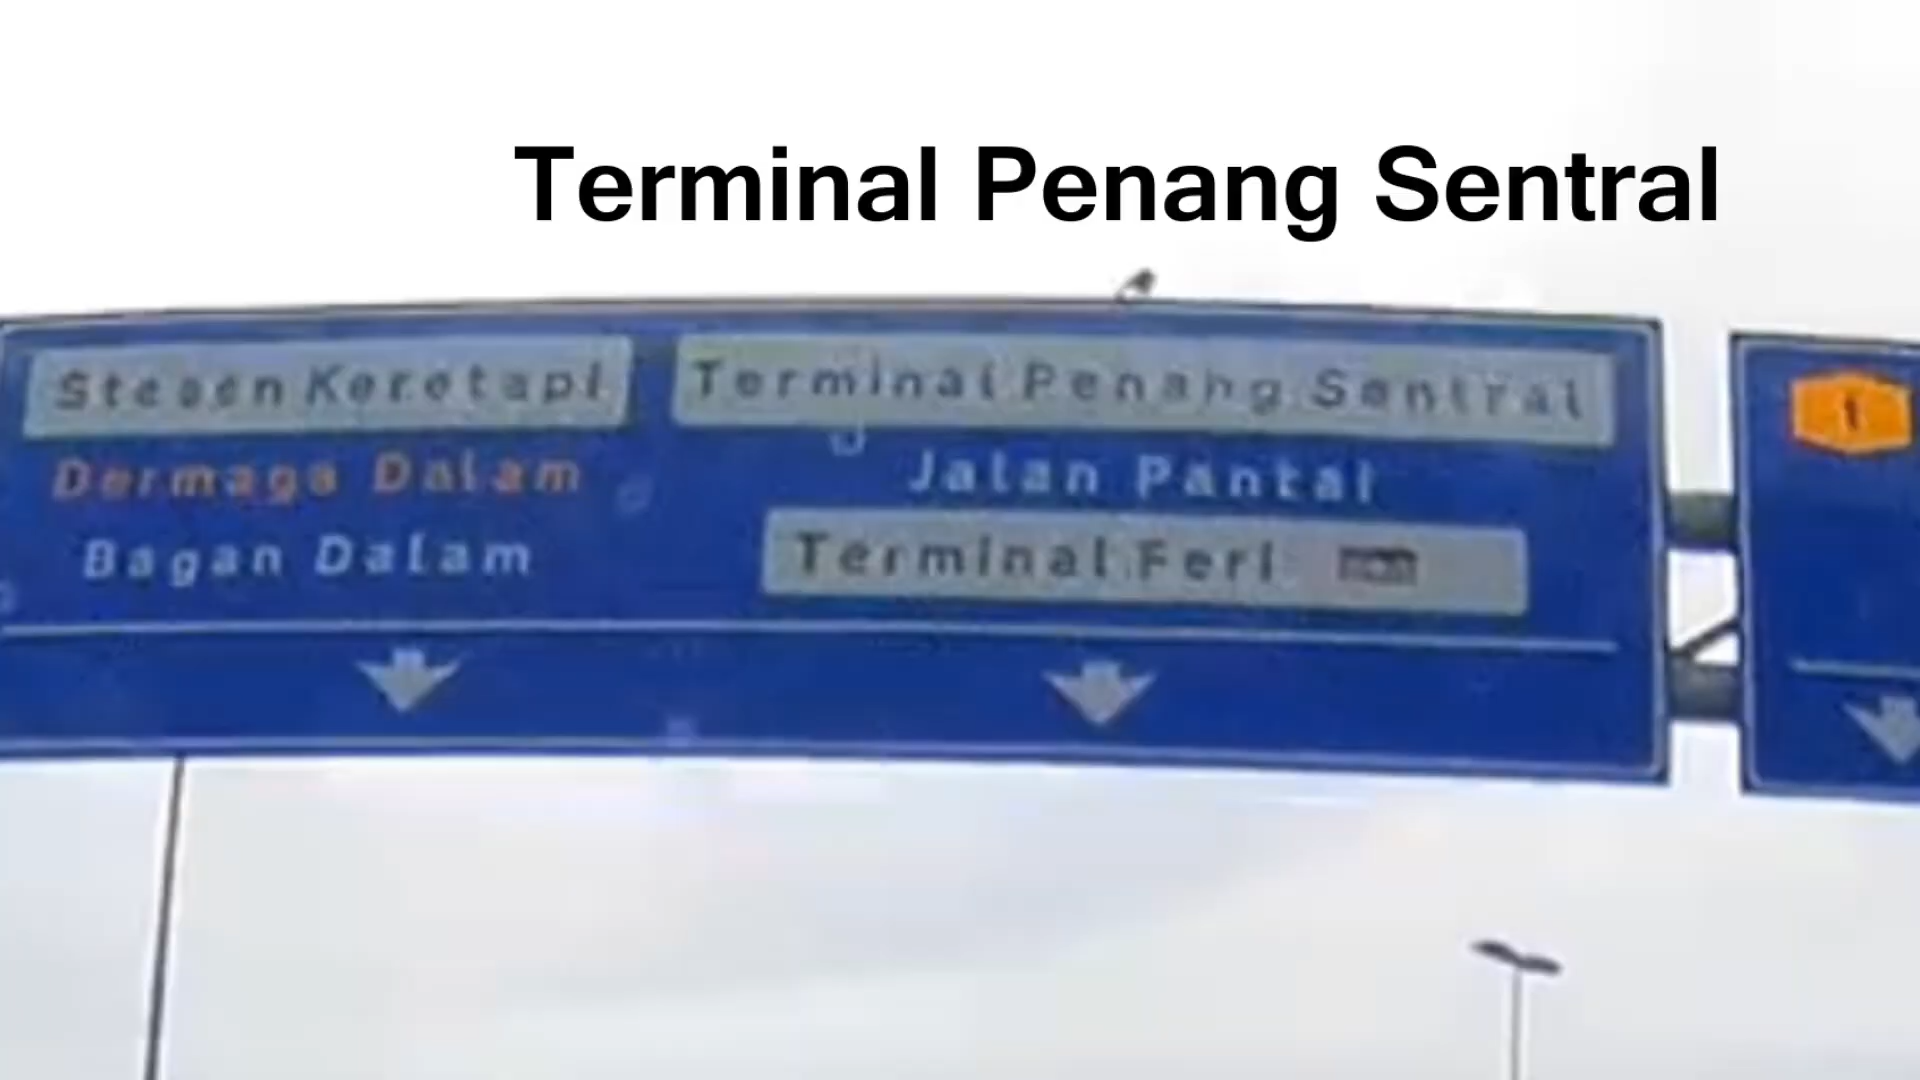 Terminal Penang Sentral
Stesen Keretapi
Dermaga Dalam
Bagan Dalam
Terminal Penang Sentral
Jalan Pantai
Terminal Feri
1